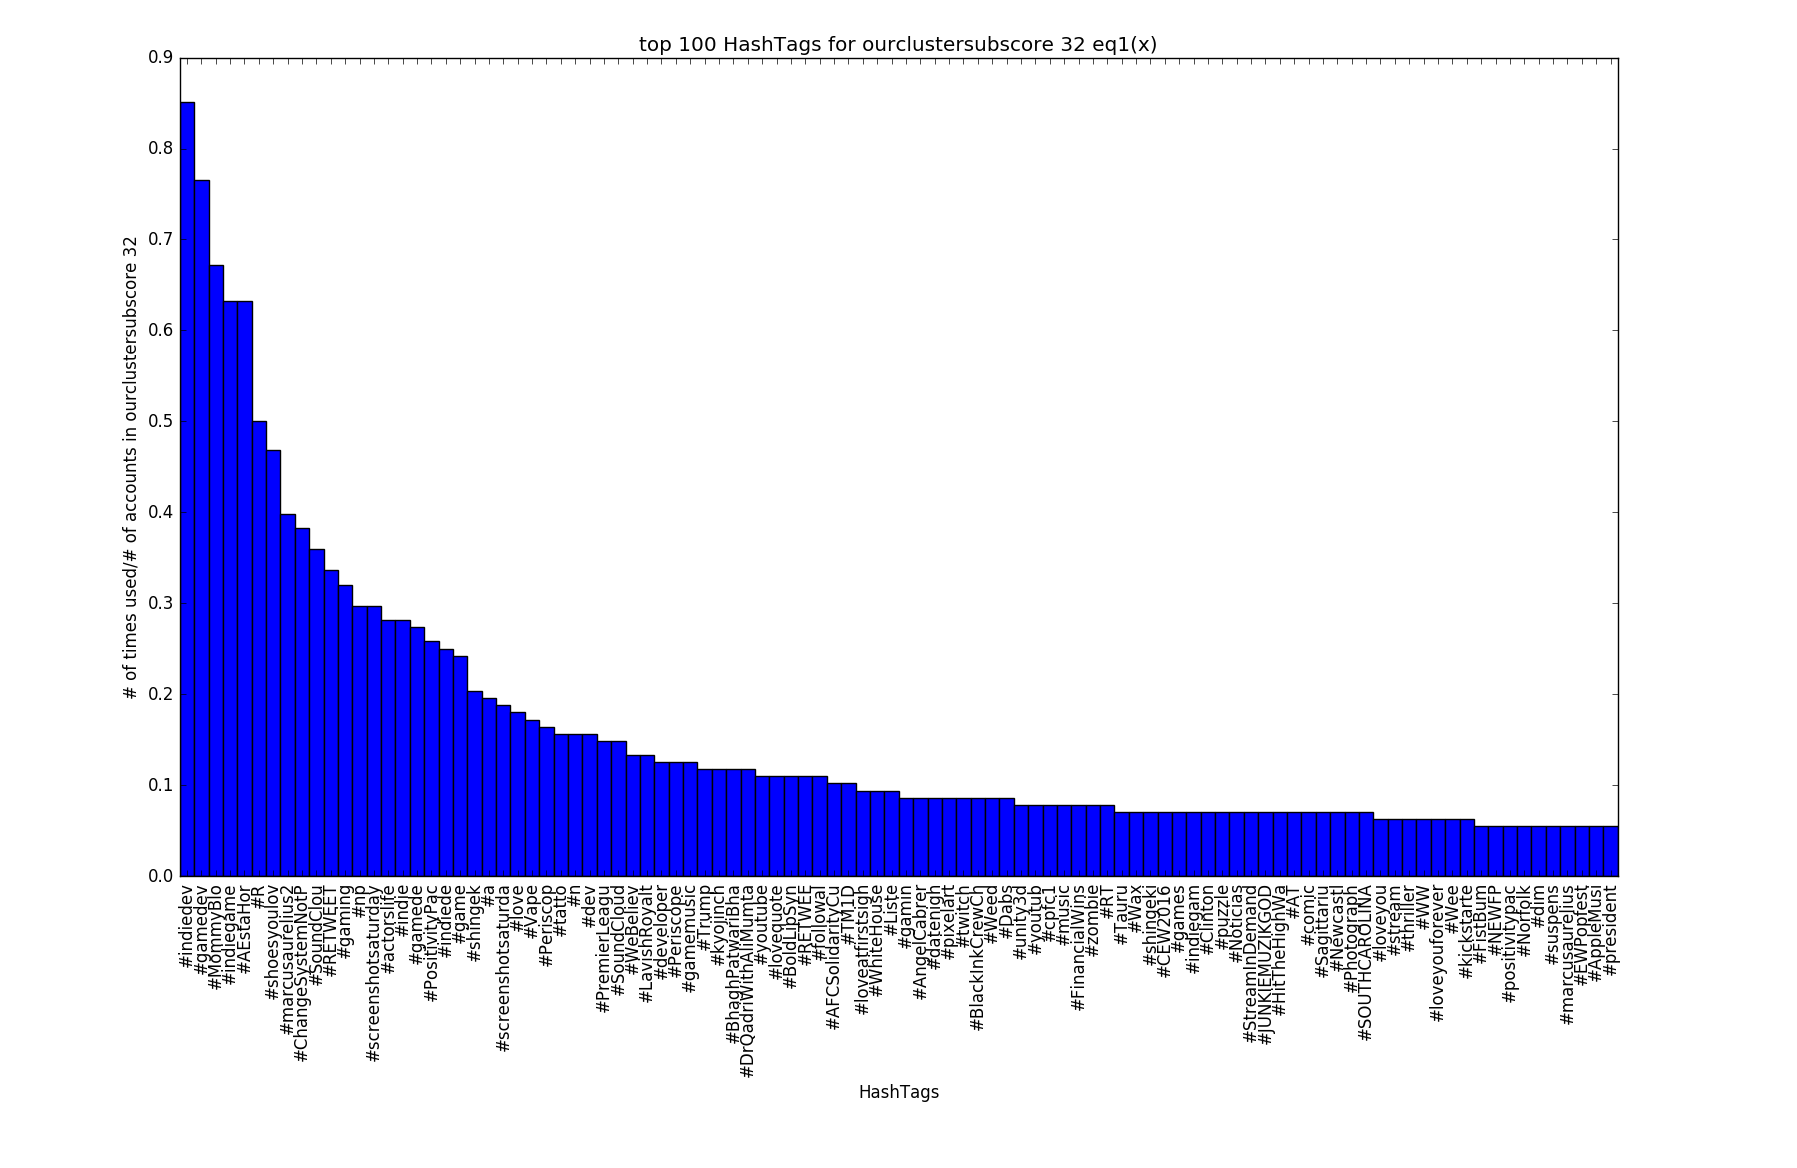 top 100 HashTags for ourclustersubscore 32 eq1(x)
# of times used/# of accounts in ourclustersubscore 32
0.9
0.8
0.7
0.6
0.5
0.4
0.3
0.2
0.1
0.0
#indiedev
#gamedev
#MommyBlo
#indiegame
#AEstaHor
#R
#shoesyoulov
#marcusaurelius2
#ChangeSystemNotP
#SoundClou
#RETWEET
#gaming
#np
#screenshotsaturday
#actorslife
#indie
#gamede
#PositivityPac
#indiede
#game
#shingek
#a
#screenshotsaturda
#love
#Vape
#Periscop
#tatto
#n
#dev
#PremierLeagu
#SoundCloud
#WeBeliev
#LavishRoyalt
#developer
#Periscope
#gamemusic
#Trump
#kyojinch
#BhaghPatwariBha
#DrQadriWithAliMumta
#youtube
#lovequote
#BoldLipSyn
#RETWEE
#followal
#AFCSolidarityCu
#TM1D
#loveatfirstsigh
#WhiteHouse
#Liste
#gamin
#AngelCabrer
#datenigh
#pixelart
#twitch
#BlackInkCrewCh
#Weed
#Dabs
#unity3d
#youtub
#cpfc1
#music
#FinancialWins
#zombie
#RT
#Tauru
#Wax
#shingeki
#CEW2016
#games
#indiegam
#Clinton
#puzzle
#Noticias
#StreamInDemand
#JUNKIEMUZIKGOD
#HitTheHighWa
#AT
#comic
#Sagittariu
#Newcastl
#Photograph
#SOUTHCAROLINA
#loveyou
#stream
#thriller
#WW
#loveyouforever
#Wee
#kickstarte
#FistBum
#NEWFP
#positivitypac
#Norfolk
#dm
#suspens
#marcusaurelius
#EWPopfest
#AppleMusi
#president
HashTags